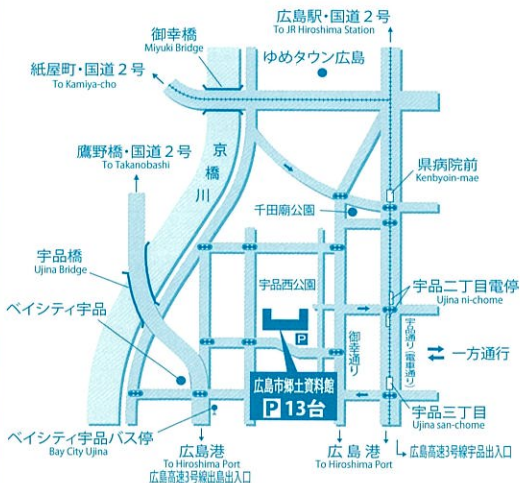 広島駅・国道2号
To JR Hiroshima Station
御幸橋
Miyuki Bridge
ゆめタウン広島
紙屋町・国道2号
To Kamiya-cho
鷹野橋・国道2号
To Takanobashi
京橋川
県病院前
Kenbyoin-mae
千田廟公園
宇品橋
Ujina Bridge
宇品西公園
宇品二丁目電停
Ujina ni-chome
ベイシティ宇品
P
御幸通り
宇品通り(電車通り)
一方通行
広島市郷土資料館
P 13台
宇品三丁目
Ujina san-chome
ベイシティ宇品バス停
Bay City Ujina
広島港
To Hiroshima Port
広島高速3号線出島出入口
広島港
To Hiroshima Port
広島高速3号線宇品出入口